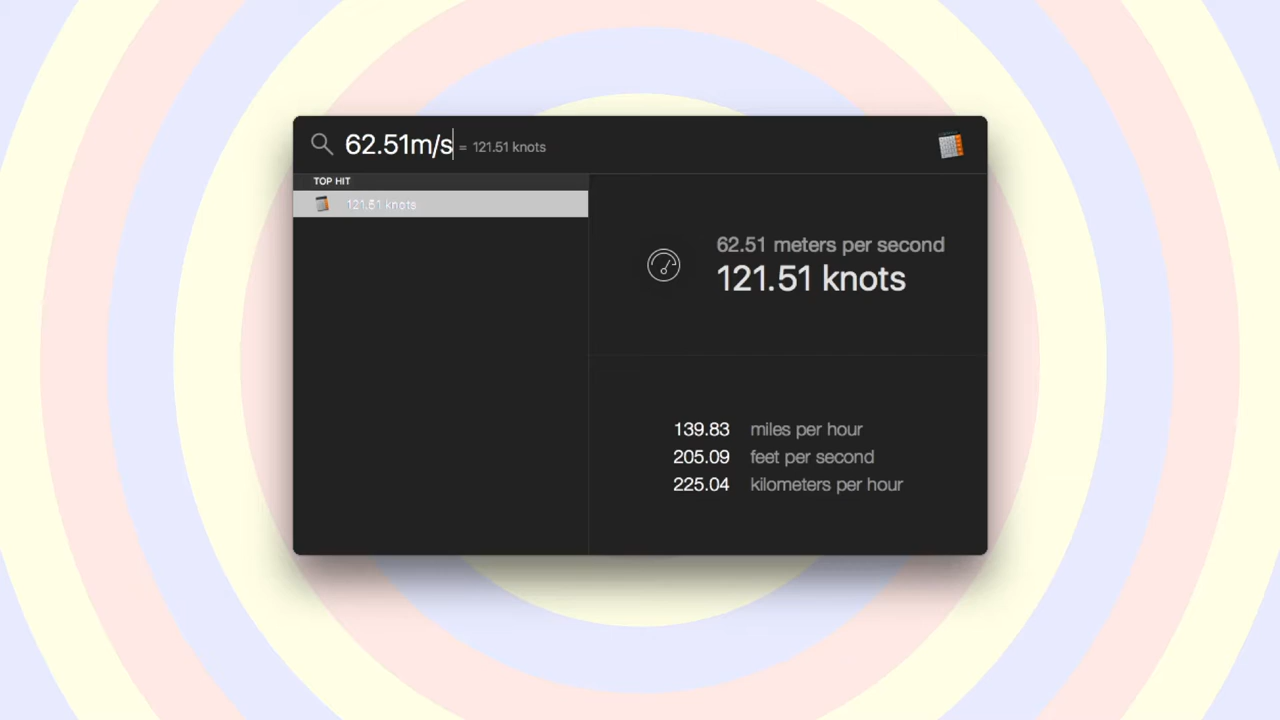 62.51m/s = 121.51 knots
TOP HIT
121.51 knots
62.51 meters per second
121.51 knots
139.83 miles per hour
205.09 feet per second
225.04 kilometers per hour